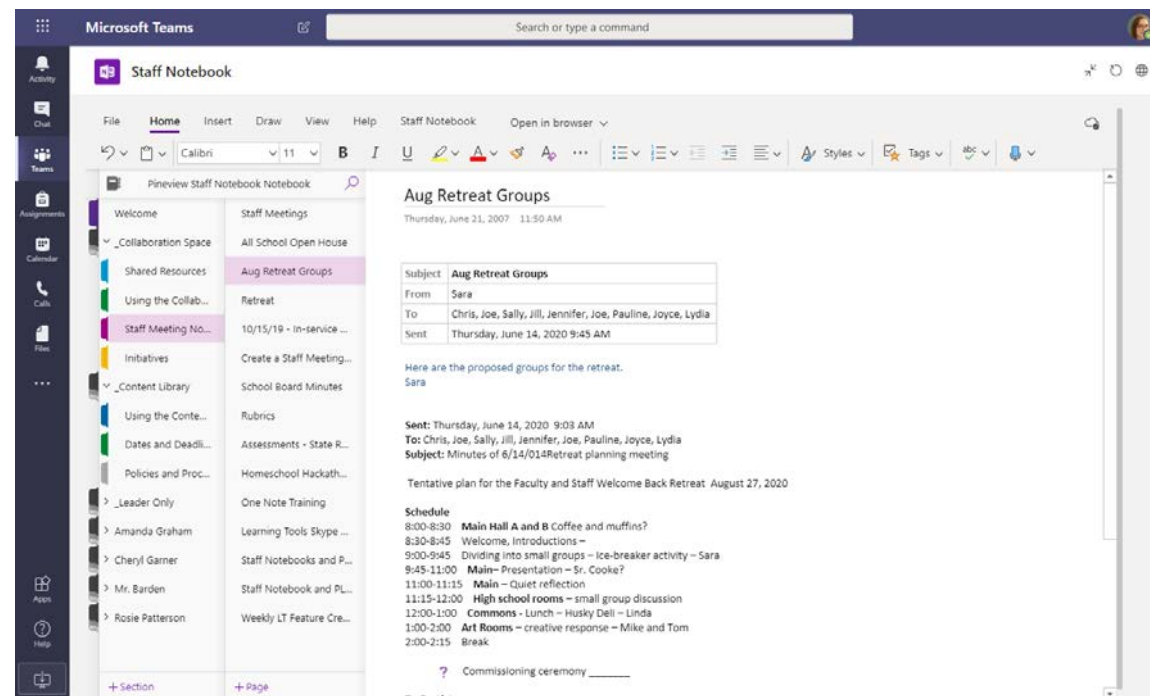 Microsoft Teams
Search or type a command
Activity
Chat
Teams
Assignments
Calendar
Calls
Files
Apps
Help
Staff Notebook
File Home Insert Draw View Help Staff Notebook Open in browser
Calibri 11 B I U A Styles Tags abc
Pineview Staff Notebook Notebook
Welcome
_Collaboration Space
Shared Resources
Using the Collab...
Staff Meeting No...
Initiatives
_Content Library
Using the Conte...
Dates and Deadli...
Policies and Proc...
_Leader Only
Amanda Graham
Cheryl Garner
Mr. Barden
Rosie Patterson
+ Section
Staff Meetings
All School Open House
Aug Retreat Groups
Retreat
10/15/19 - In-service ...
Create a Staff Meeting...
School Board Minutes
Rubrics
Assessments - State R...
Homeschool Hackath...
One Note Training
Learning Tools Skype ...
Staff Notebooks and P...
Staff Notebook and PL...
Weekly LT Feature Cre...
+ Page
Aug Retreat Groups
Thursday, June 21, 2007 11:50 AM
Subject Aug Retreat Groups
From Sara
To Chris, Joe, Sally, Jill, Jennifer, Joe, Pauline, Joyce, Lydia
Sent Thursday, June 14, 2020 9:45 AM
Here are the proposed groups for the retreat.
Sara
Sent: Thursday, June 14, 2020 9:03 AM
To: Chris, Joe, Sally, Jill, Jennifer, Joe, Pauline, Joyce, Lydia
Subject: Minutes of 6/14/014Retreat planning meeting
Tentative plan for the Faculty and Staff Welcome Back Retreat August 27, 2020
Schedule
8:00-8:30 Main Hall A and B Coffee and muffins?
8:30-8:45 Welcome, Introductions –
9:00-9:45 Dividing into small groups – ice-breaker activity – Sara
9:45-11:00 Main– Presentation – Sr. Cooke?
11:00-11:15 Main – Quiet reflection
11:15-12:00 High school rooms – small group discussion
12:00-1:00 Commons - Lunch – Husky Deli – Linda
1:00-2:00 Art Rooms – creative response – Mike and Tom
2:00-2:15 Break
? Commissioning ceremony _______